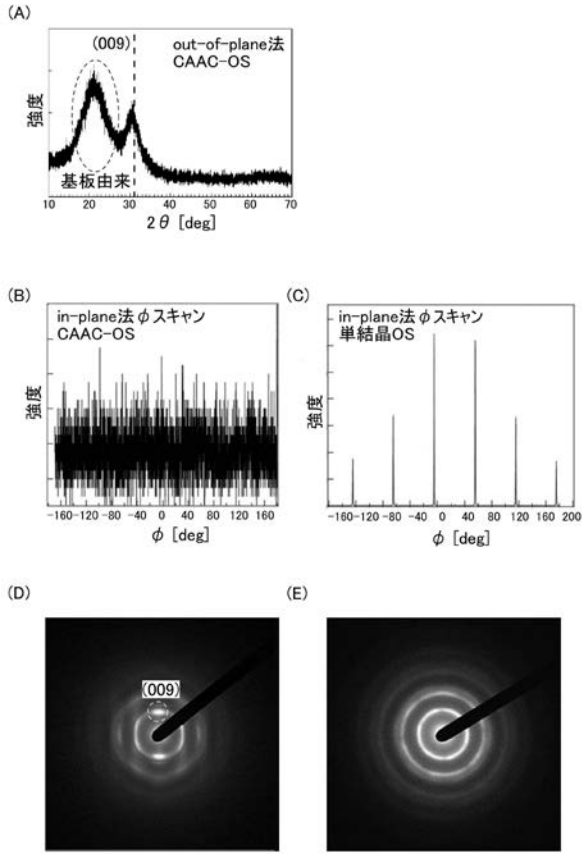 (A)
(009)
out-of-plane法
CAAC-OS
強度
基板由来
10 20 30 40 50 60 70
2θ [deg]
(B)
in-plane法φスキャン
CAAC-OS
強度
-160 -120 -80 -40 0 40 80 120 160
φ [deg]
(C)
in-plane法φスキャン
単結晶OS
強度
-160 -120 -80 -40 0 40 80 120 160 200
φ [deg]
(D)
(009)
(E)